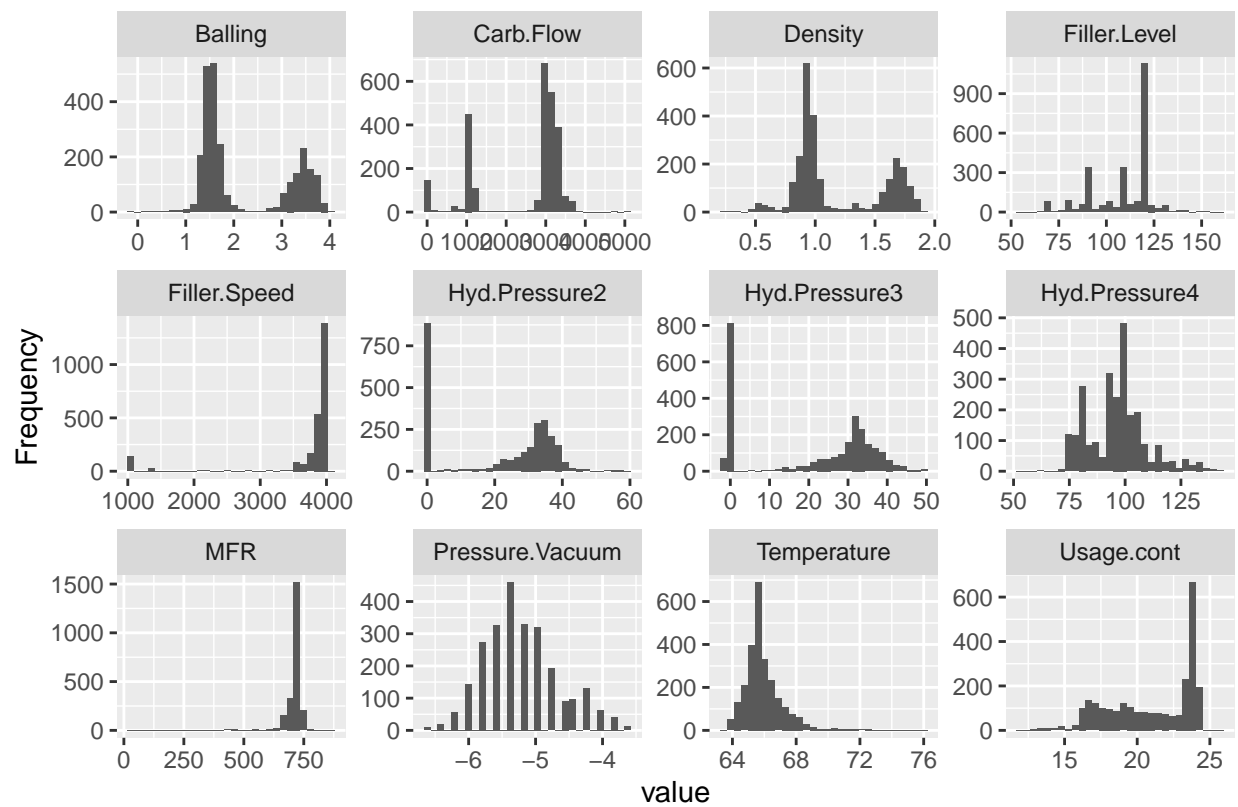 Balling Carb.Flow Density Filler.Level
400
200
0
0 1 2 3 4
600
400
200
0
0 1000 2000 3000 4000 5000
600
400
200
0
0.5 1.0 1.5 2.0
900
600
300
0
50 75 100 125 150
Filler.Speed Hyd.Pressure2 Hyd.Pressure3 Hyd.Pressure4
1000
500
0
1000 2000 3000 4000
750
500
250
0
0 20 40 60
800
600
400
200
0
0 10 20 30 40 50
500
400
300
200
100
0
50 75 100 125
MFR Pressure.Vacuum Temperature Usage.cont
1500
1000
500
0
0 250 500 750
400
300
200
100
0
−6 −5 −4
600
400
200
0
64 68 72 76
600
400
200
0
15 20 25
Frequency
value